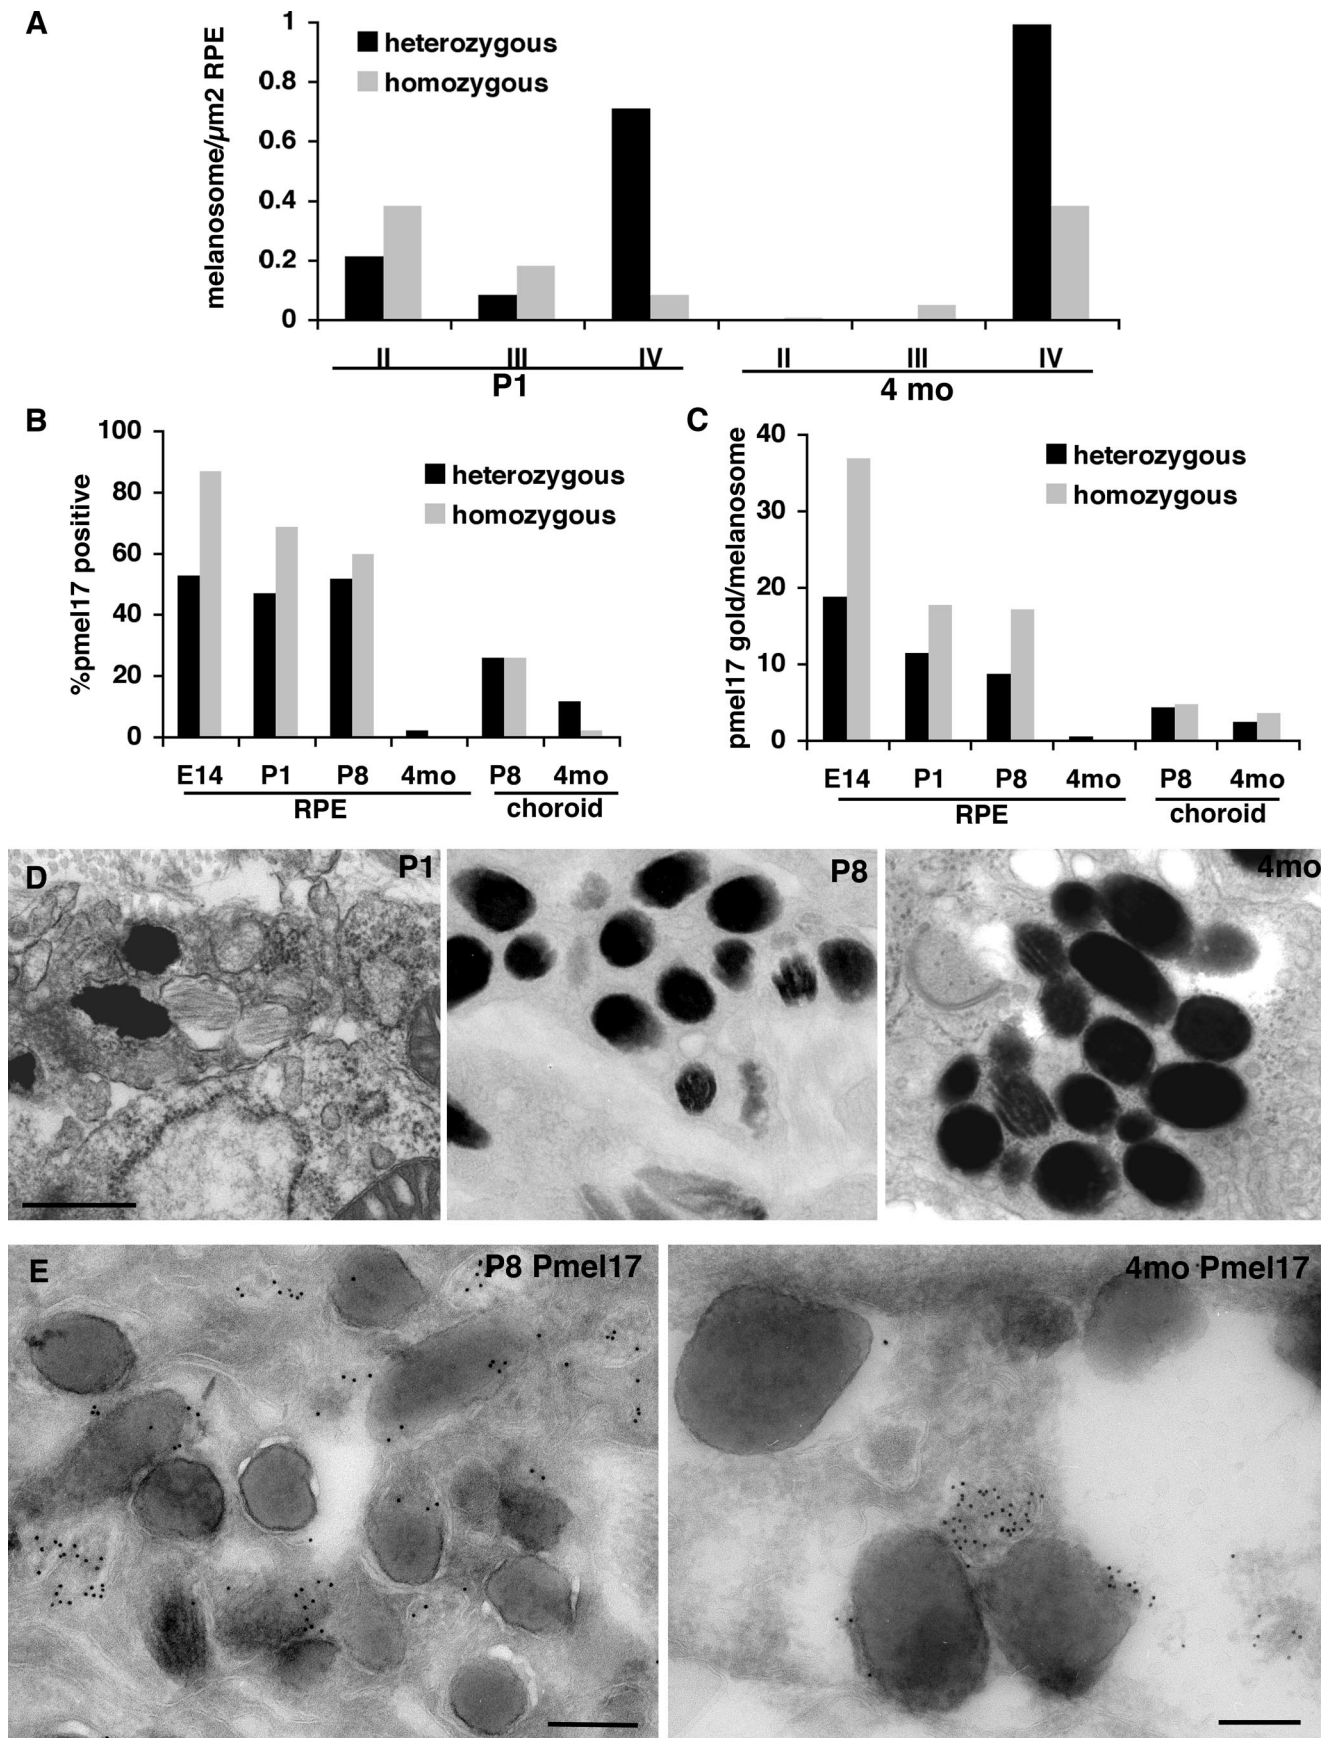 A
melanosome/µm2 RPE
1
0.8
0.6
0.4
0.2
0
heterozygous
homozygous
II III IV II III IV
P1 4 mo
B
%pmel17 positive
100
80
60
40
20
0
heterozygous
homozygous
E14 P1 P8 4mo P8 4mo
RPE choroid
C
pmel17 gold/melanosome
40
30
20
10
0
heterozygous
homozygous
E14 P1 P8 4mo P8 4mo
RPE choroid
D P1 P8 4mo
E P8 Pmel17 4mo Pmel17